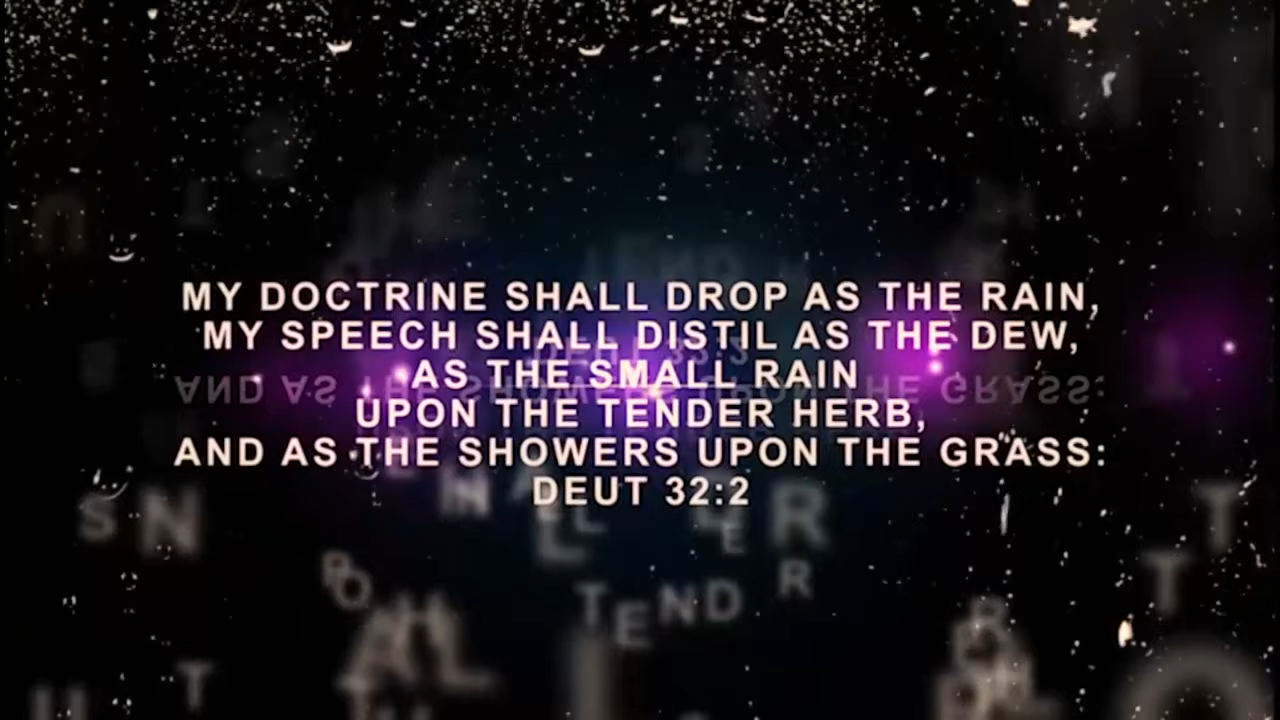 MY DOCTRINE SHALL DROP AS THE RAIN,
MY SPEECH SHALL DISTIL AS THE DEW,
AS THE SMALL RAIN
UPON THE TENDER HERB,
AND AS THE SHOWERS UPON THE GRASS:
DEUT 32:2